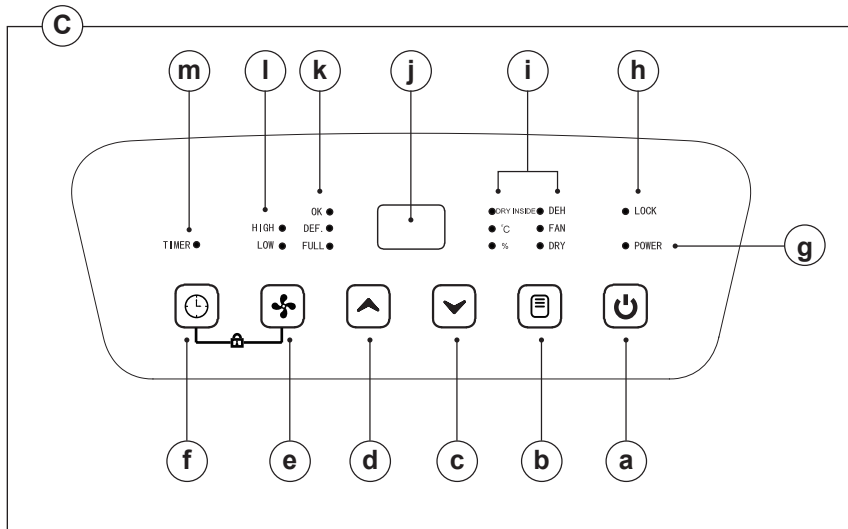 C
m l k j i h
OK DRY INSIDE DEH LOCK
HIGH DEF. °C FAN
TIMER LOW FULL % DRY POWER g
f e d c b a